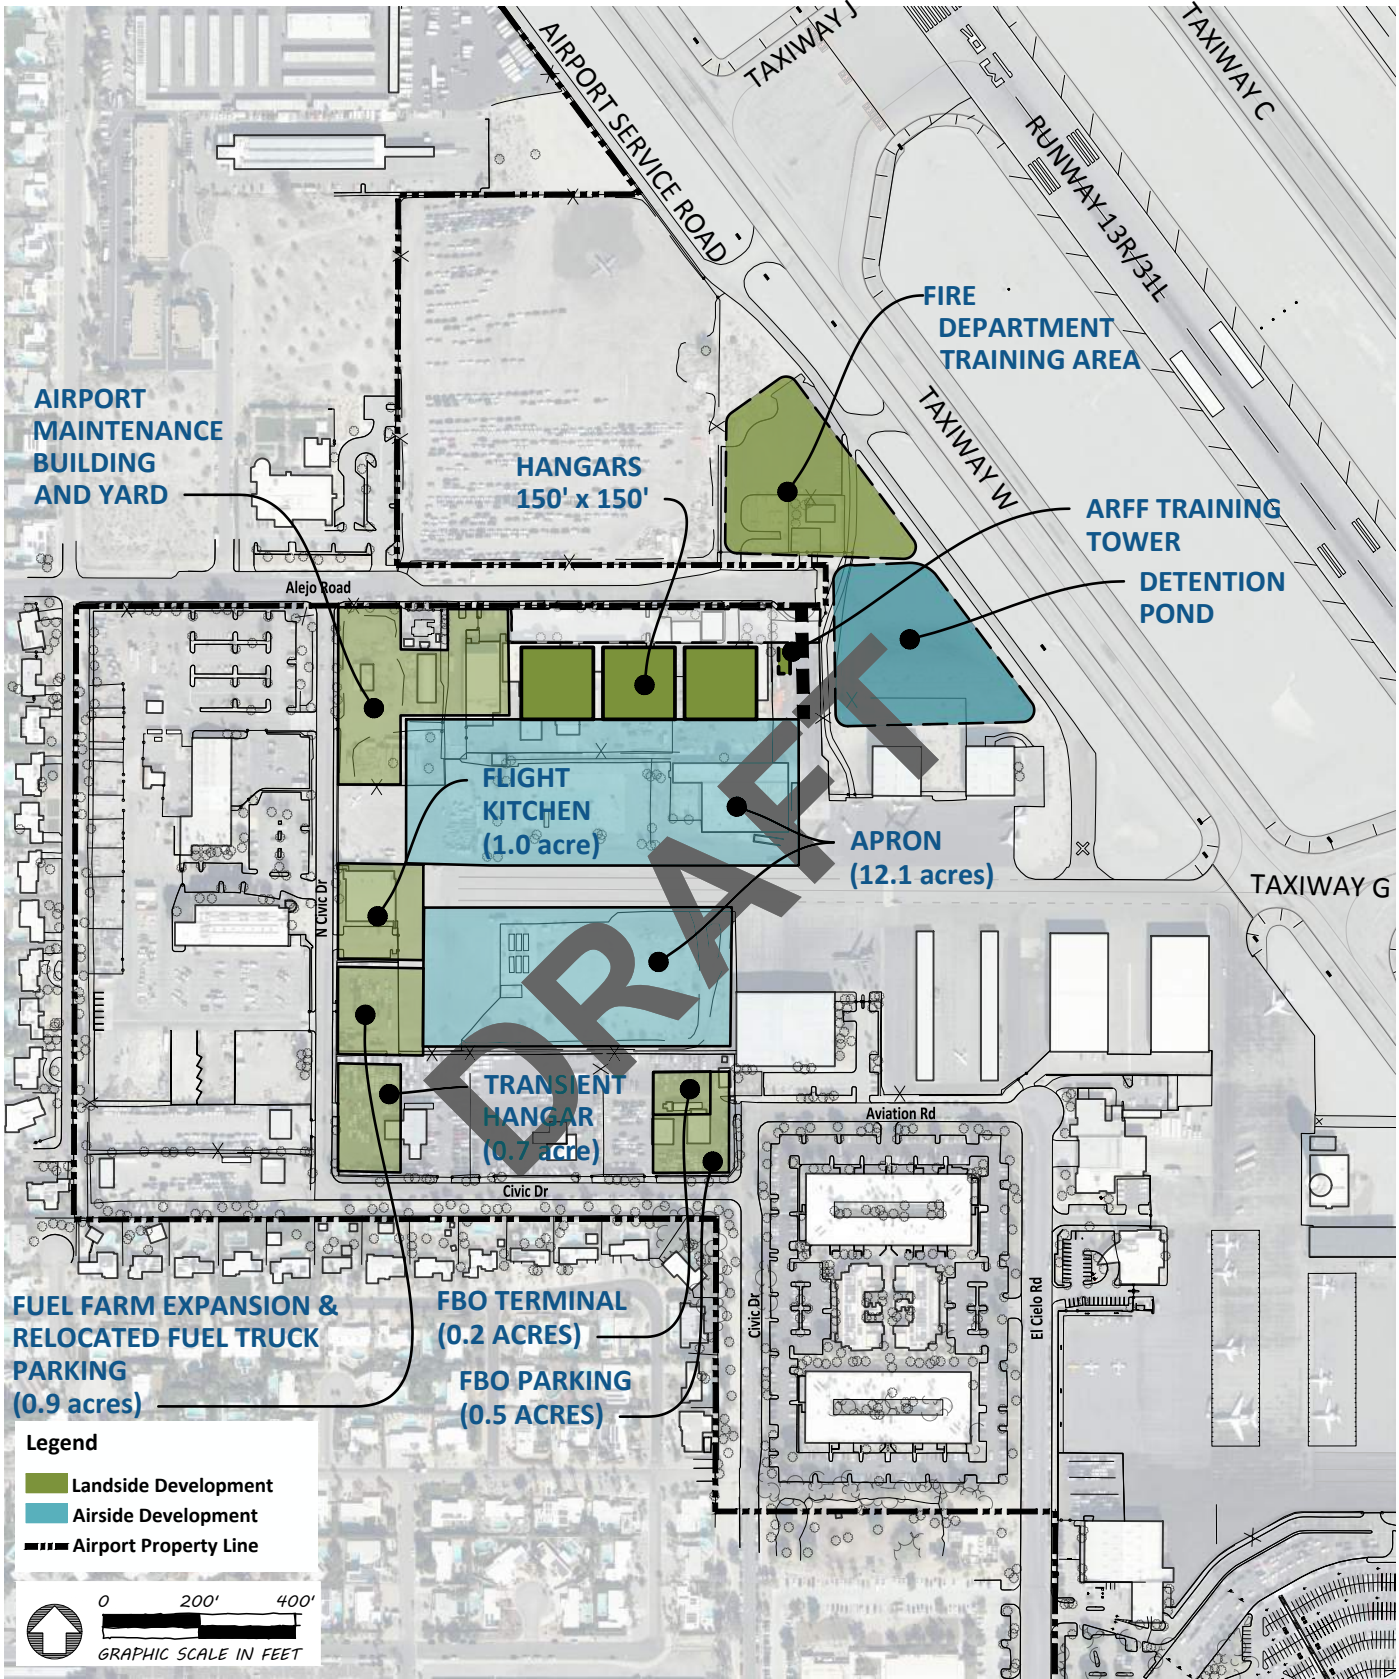 AIRPORT SERVICE ROAD
TAXIWAY J
20
13
RUNWAY 13R/31L
TAXIWAY C
FIRE
DEPARTMENT
TRAINING AREA
AIRPORT
MAINTENANCE
BUILDING
AND YARD
HANGARS
150' x 150'
TAXIWAY W
ARFF TRAINING
TOWER
DETENTION
POND
Alejo Road
FLIGHT
KITCHEN
(1.0 acre)
APRON
(12.1 acres)
TAXIWAY G
N Civic Dr
DRAFT
TRANSIENT
HANGAR
(0.7 acre)
Aviation Rd
Civic Dr
Civic Dr
El Cielo Rd
FUEL FARM EXPANSION &
RELOCATED FUEL TRUCK
PARKING
(0.9 acres)
FBO TERMINAL
(0.2 ACRES)
FBO PARKING
(0.5 ACRES)
Legend
Landside Development
Airside Development
Airport Property Line
0 200' 400'
GRAPHIC SCALE IN FEET